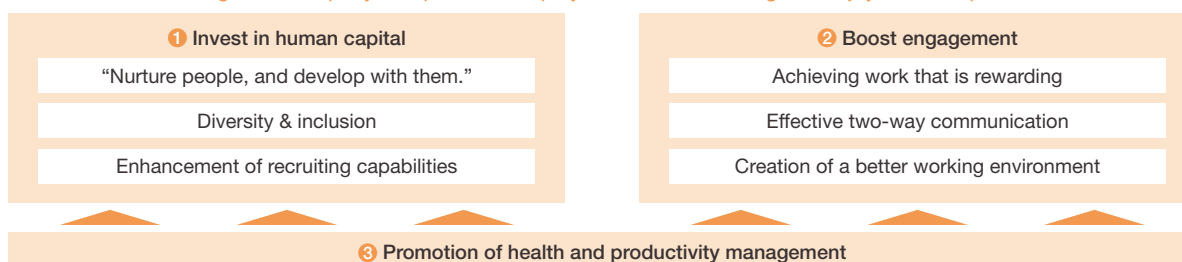 ❶ Invest in human capital
“Nurture people, and develop with them.”
Diversity & inclusion
Enhancement of recruiting capabilities
❷ Boost engagement
Achieving work that is rewarding
Effective two-way communication
Creation of a better working environment
❸ Promotion of health and productivity management